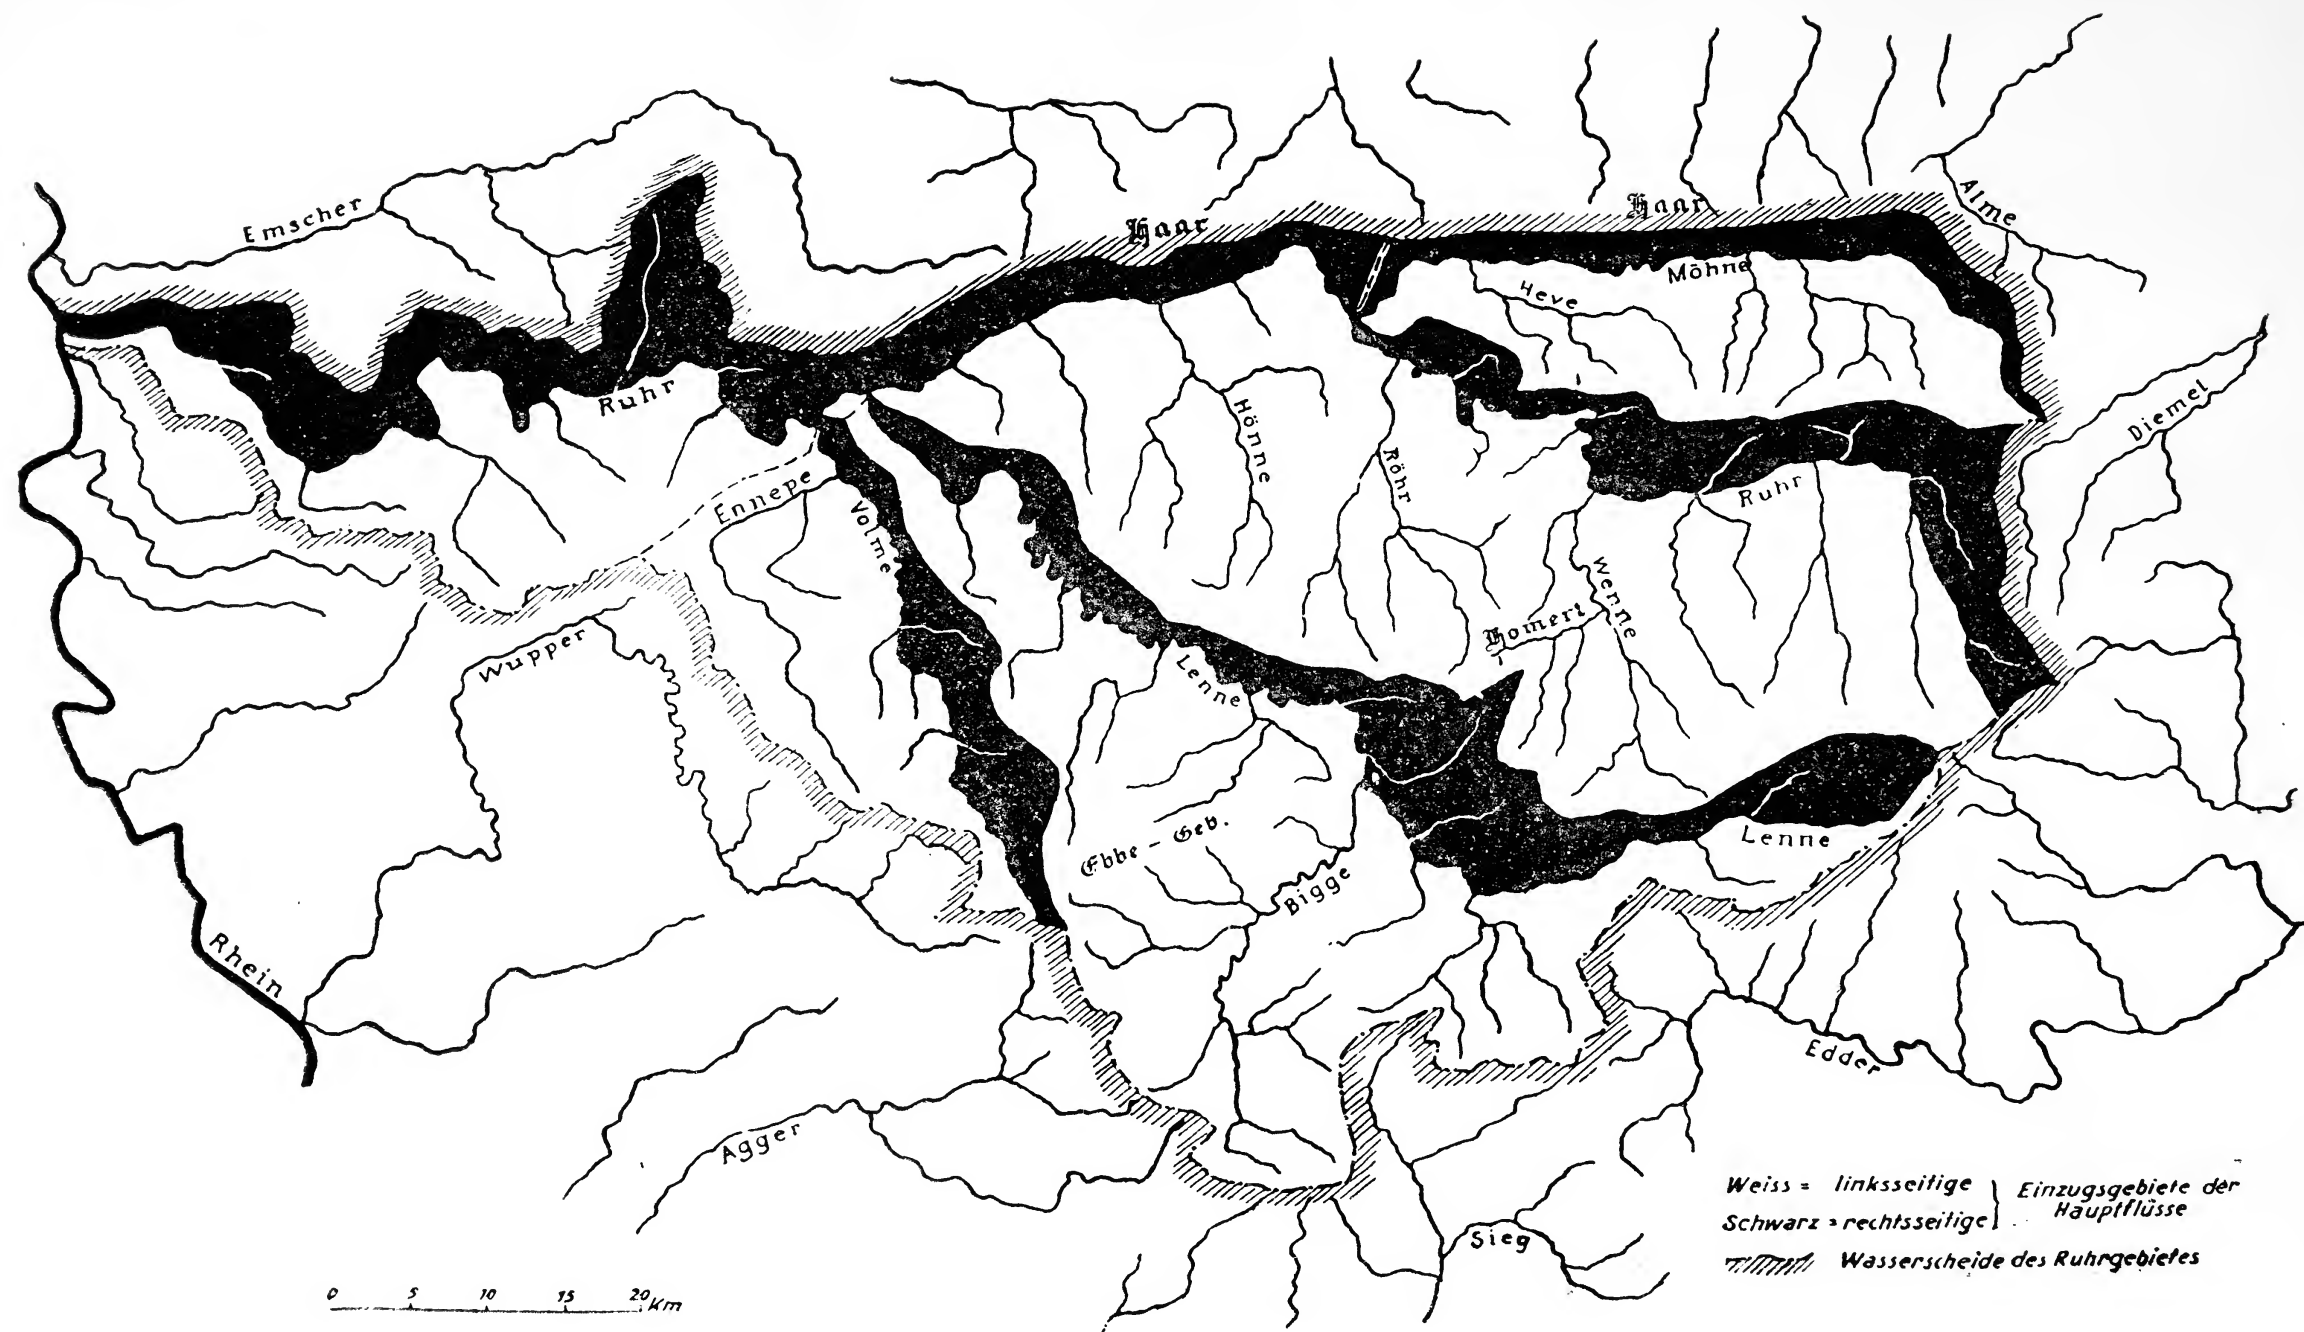 Alme
Haar
Haar
Emscher
Möhne
Heve
Diemel
Ruhr
Hönne
Röhr
Ruhr
Ennepe
Volme
Wenne
Homert
Wupper
Lenne
Ebbe - Geb.
Lenne
Bigge
Rhein
Edder
Agger
Sieg
Weiss = linksseitige
Schwarz = rechtsseitige
Einzugsgebiete der
Hauptflüsse
Wasserscheide des Ruhrgebietes
0 5 10 15 20 Km